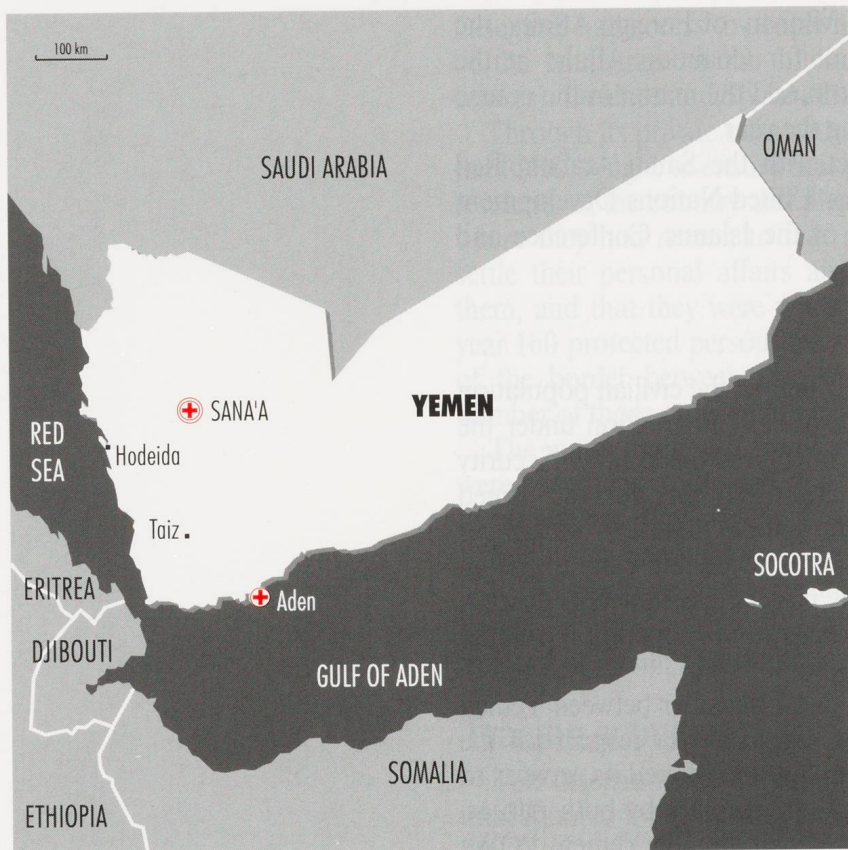 100 km
SAUDI ARABIA
OMAN
SANA'A
YEMEN
RED
SEA
Hodeida
Taiz
ERITREA
Aden
SOCOTRA
DJIBOUTI
GULF OF ADEN
SOMALIA
ETHIOPIA